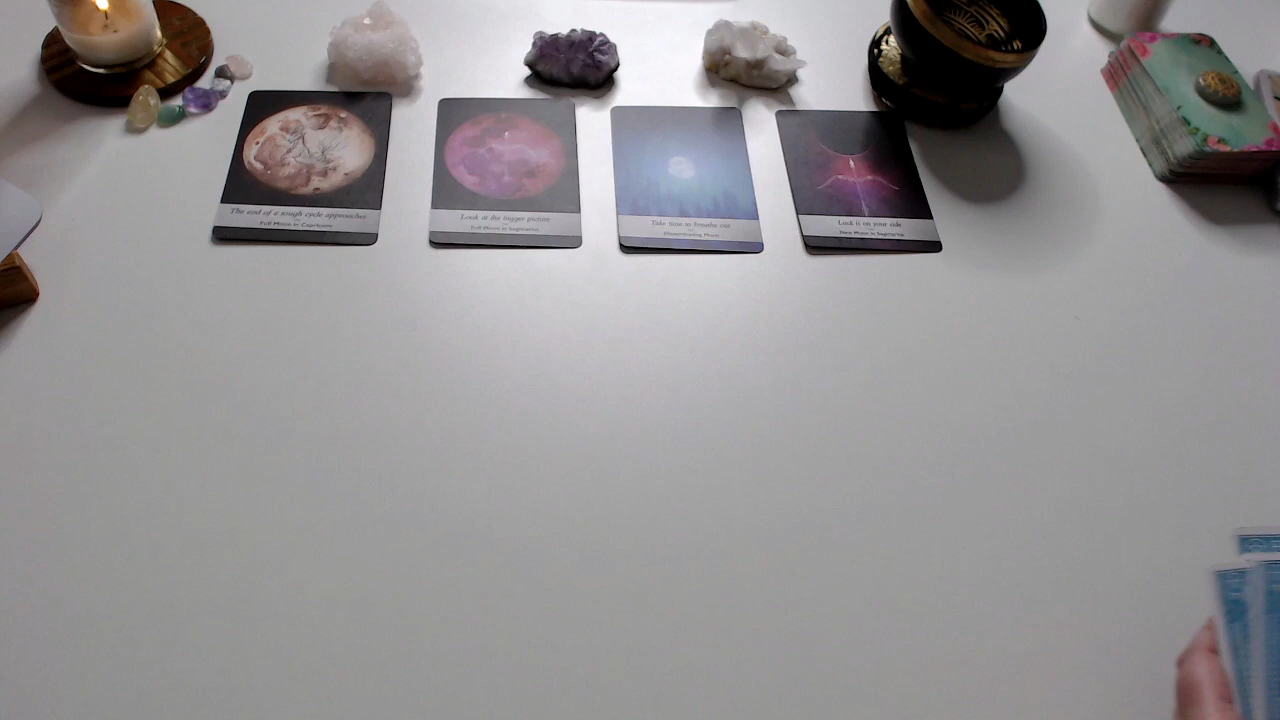 The end of a tough cycle approaches
Full Moon in Capricorn
Look at the bigger picture
Full Moon in Sagittarius
Take time to breathe out
Disseminating Moon
Luck is on your side
New Moon in Sagittarius